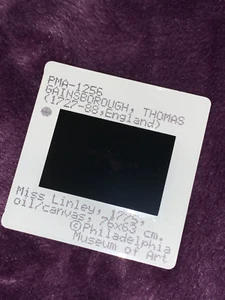 PMA-1256
GAINSBOROUGH, THOMAS
(1727-88,England)
Miss Linley, 1775,
oil/canvas, 76x63 cm.
©Philadelphia
Museum of Art